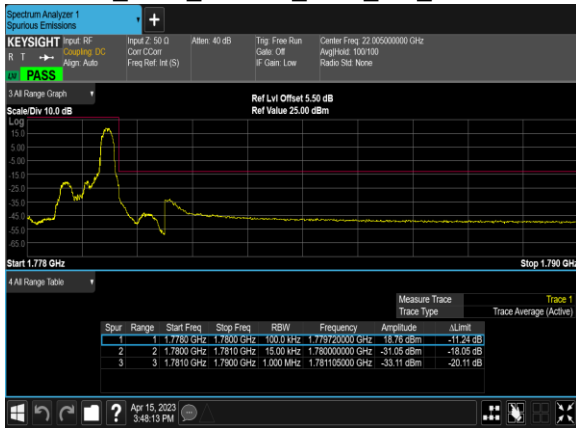 Spectrum Analyzer 1
Spurious Emissions
+
KEYSIGHT Input: RF Input Z: 50 Ω Atten: 40 dB Trig: Free Run Center Freq: 22.005000000 GHz
R T Coupling: DC Corr CCorr Gate: Off Avg|Hold: 100/100
Align: Auto Freq Ref: Int (S) IF Gain: Low Radio Std: None
PASS
3 All Range Graph
Ref Lvl Offset 5.50 dB
Scale/Div 10.0 dB Ref Value 25.00 dBm
Log
15.0
5.00
-5.00
-15.0
-25.0
-35.0
-45.0
-55.0
-65.0
Start 1.778 GHz Stop 1.790 GHz
4 All Range Table
Measure Trace Trace 1
Trace Type Trace Average (Active)
Spur Range Start Freq Stop Freq RBW Frequency Amplitude ΔLimit
1 1 1.7780 GHz 1.7800 GHz 100.0 kHz 1.779720000 GHz 18.76 dBm -11.24 dB
2 2 1.7800 GHz 1.7810 GHz 15.00 kHz 1.780000000 GHz -31.05 dBm -18.05 dB
3 3 1.7810 GHz 1.7900 GHz 1.000 MHz 1.781105000 GHz -33.11 dBm -20.11 dB
? Apr 15, 2023
3:48:13 PM